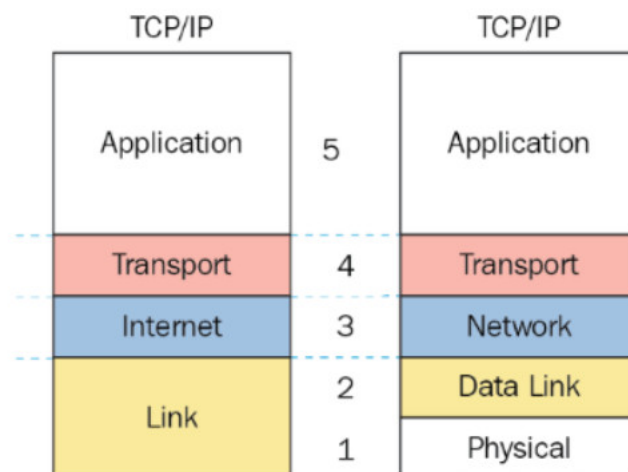 TCP/IP TCP/IP
Application 5 Application
Transport 4 Transport
Internet 3 Network
2 Data Link
Link
1 Physical